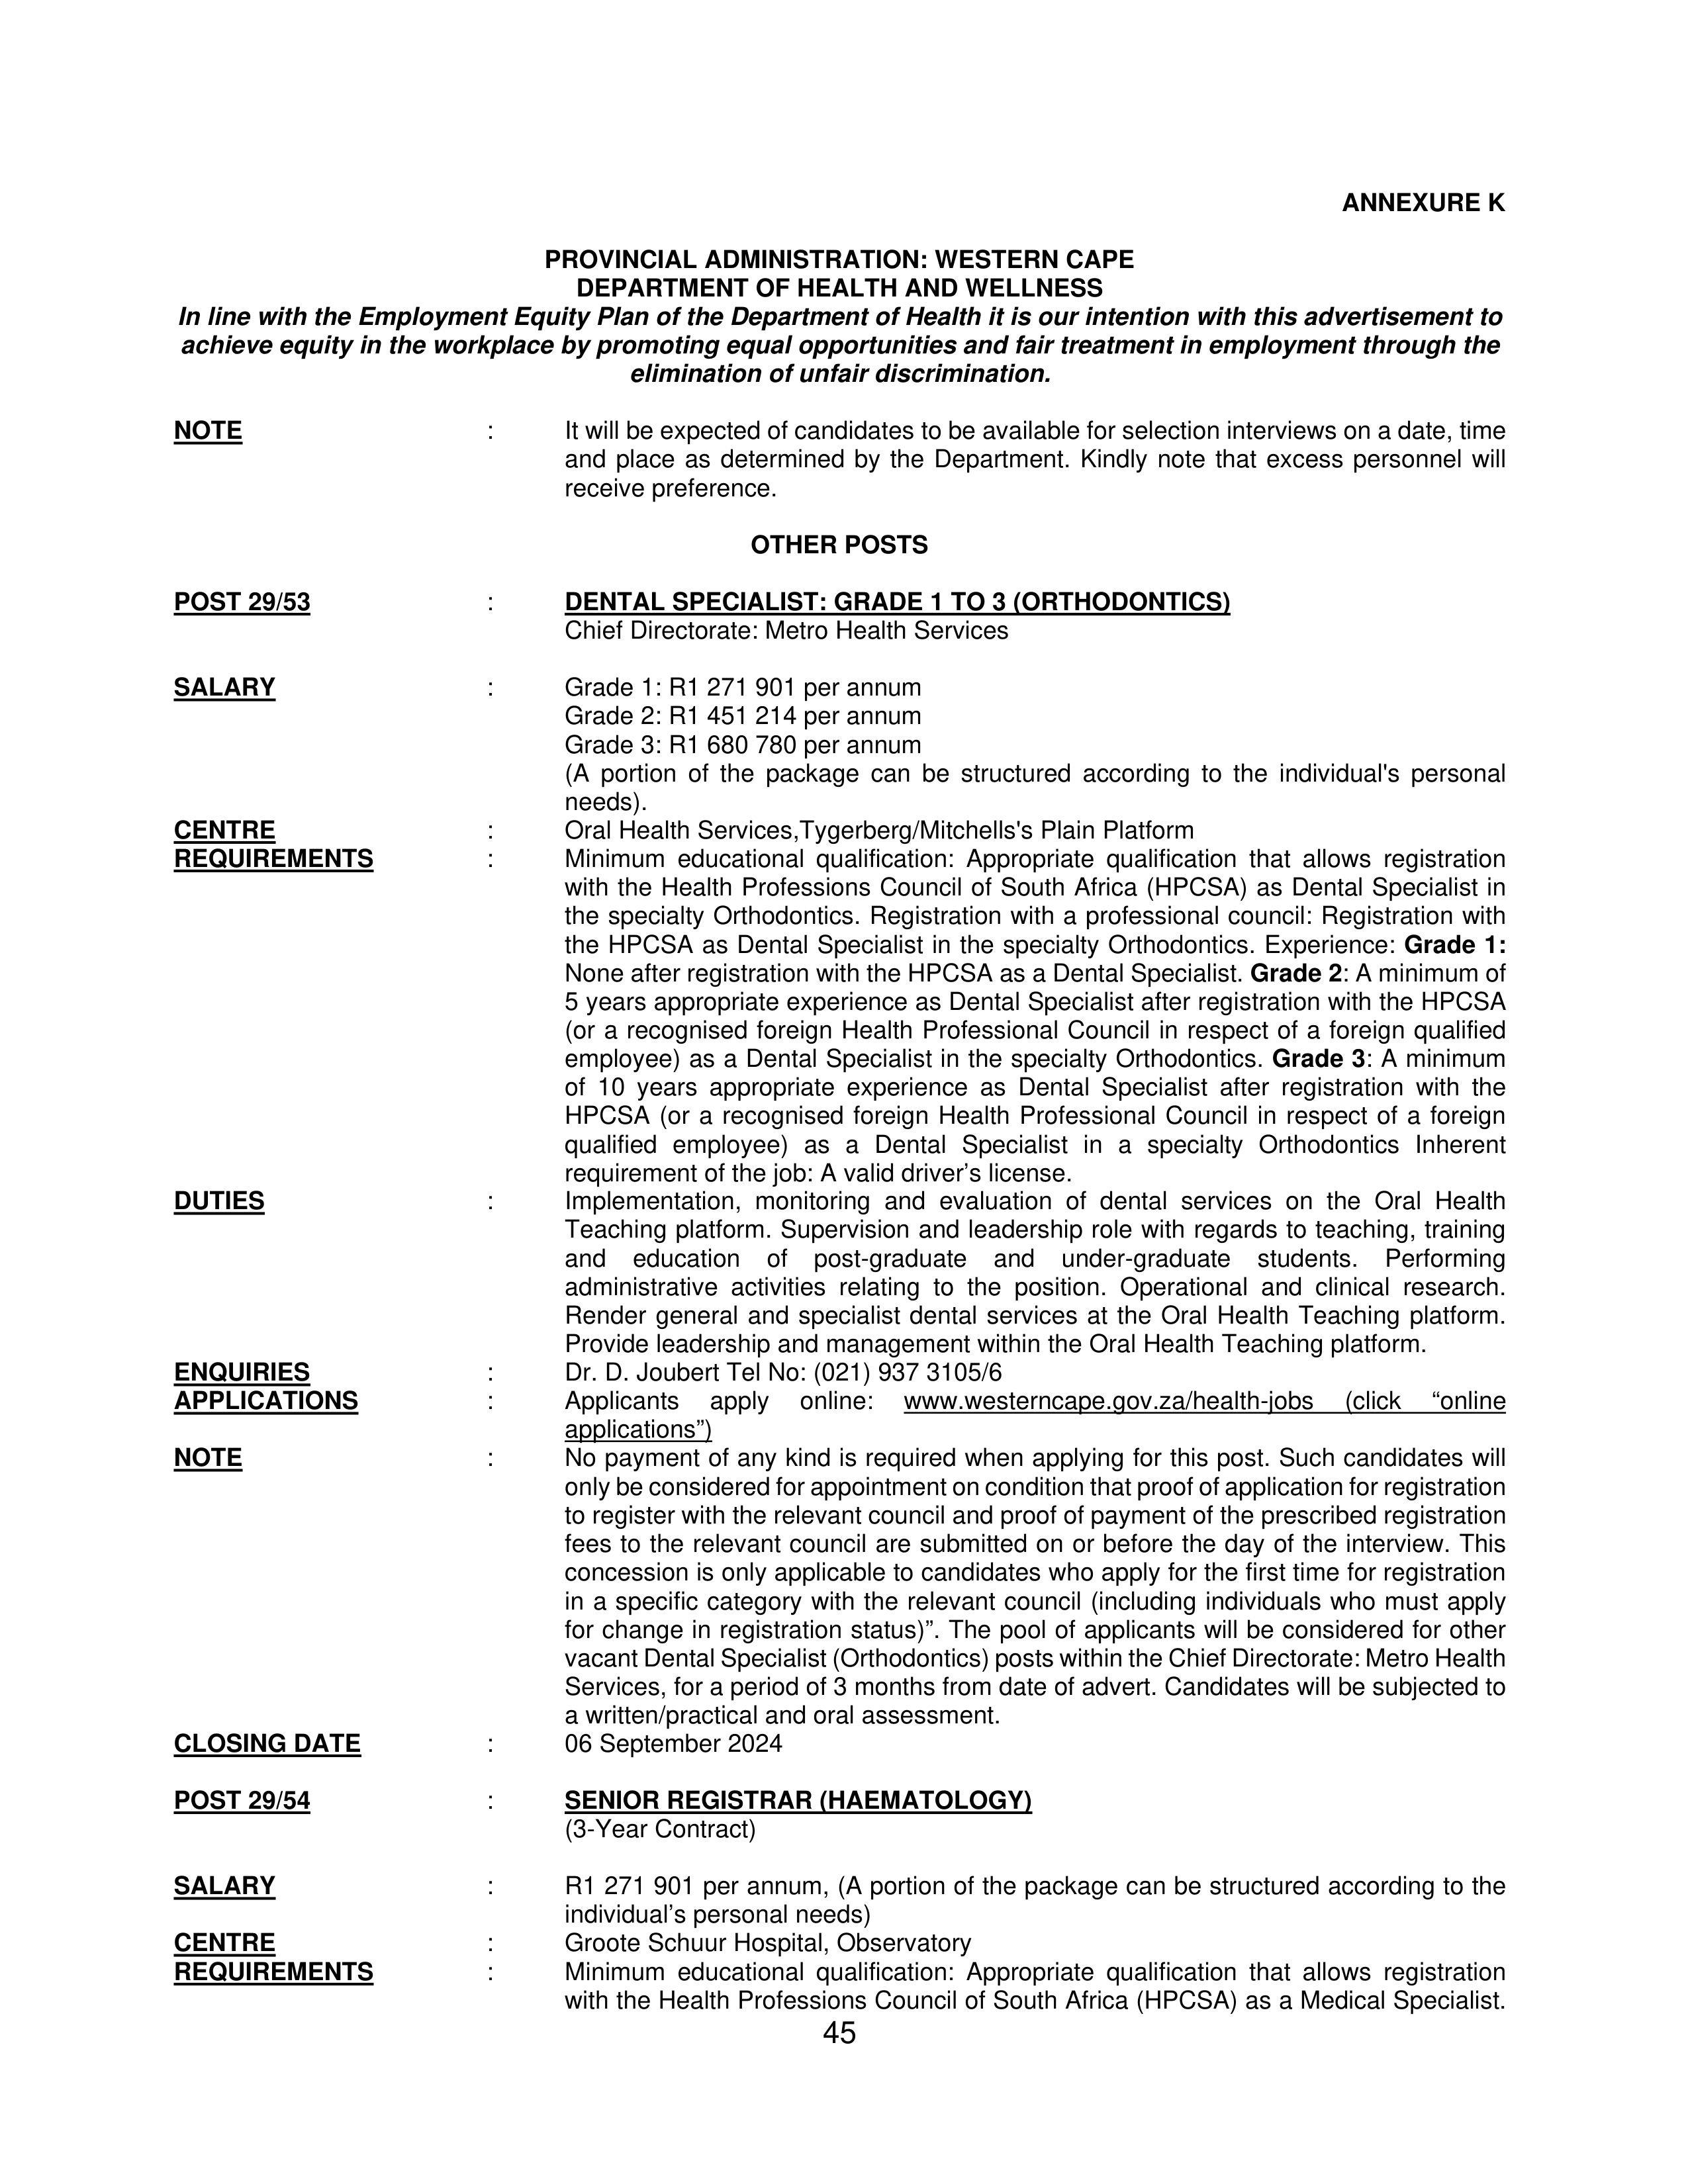 ANNEXURE K
PROVINCIAL ADMINISTRATION: WESTERN CAPE
DEPARTMENT OF HEALTH AND WELLNESS
In line with the Employment Equity Plan of the Department of Health it is our intention with this advertisement to
achieve equity in the workplace by promoting equal opportunities and fair treatment in employment through the
elimination of unfair discrimination.
NOTE : It will be expected of candidates to be available for selection interviews on a date, time
and place as determined by the Department. Kindly note that excess personnel will
receive preference.
OTHER POSTS
POST 29/53 : DENTAL SPECIALIST: GRADE 1 TO 3 (ORTHODONTICS)
Chief Directorate: Metro Health Services
SALARY : Grade 1: R1 271 901 per annum
Grade 2: R1 451 214 per annum
Grade 3: R1 680 780 per annum
(A portion of the package can be structured according to the individual's personal
needs).
CENTRE : Oral Health Services,Tygerberg/Mitchells's Plain Platform
REQUIREMENTS : Minimum educational qualification: Appropriate qualification that allows registration
with the Health Professions Council of South Africa (HPCSA) as Dental Specialist in
the specialty Orthodontics. Registration with a professional council: Registration with
the HPCSA as Dental Specialist in the specialty Orthodontics. Experience: Grade 1:
None after registration with the HPCSA as a Dental Specialist. Grade 2: A minimum of
5 years appropriate experience as Dental Specialist after registration with the HPCSA
(or a recognised foreign Health Professional Council in respect of a foreign qualified
employee) as a Dental Specialist in the specialty Orthodontics. Grade 3: A minimum
of 10 years appropriate experience as Dental Specialist after registration with the
HPCSA (or a recognised foreign Health Professional Council in respect of a foreign
qualified employee) as a Dental Specialist in a specialty Orthodontics Inherent
requirement of the job: A valid driver’s license.
DUTIES : Implementation, monitoring and evaluation of dental services on the Oral Health
Teaching platform. Supervision and leadership role with regards to teaching, training
and education of post-graduate and under-graduate students. Performing
administrative activities relating to the position. Operational and clinical research.
Render general and specialist dental services at the Oral Health Teaching platform.
Provide leadership and management within the Oral Health Teaching platform.
ENQUIRIES : Dr. D. Joubert Tel No: (021) 937 3105/6
APPLICATIONS : Applicants apply online: www.westerncape.gov.za/health-jobs (click “online
applications”)
NOTE : No payment of any kind is required when applying for this post. Such candidates will
only be considered for appointment on condition that proof of application for registration
to register with the relevant council and proof of payment of the prescribed registration
fees to the relevant council are submitted on or before the day of the interview. This
concession is only applicable to candidates who apply for the first time for registration
in a specific category with the relevant council (including individuals who must apply
for change in registration status)”. The pool of applicants will be considered for other
vacant Dental Specialist (Orthodontics) posts within the Chief Directorate: Metro Health
Services, for a period of 3 months from date of advert. Candidates will be subjected to
a written/practical and oral assessment.
CLOSING DATE : 06 September 2024
POST 29/54 : SENIOR REGISTRAR (HAEMATOLOGY)
(3-Year Contract)
SALARY : R1 271 901 per annum, (A portion of the package can be structured according to the
individual’s personal needs)
CENTRE : Groote Schuur Hospital, Observatory
REQUIREMENTS : Minimum educational qualification: Appropriate qualification that allows registration
with the Health Professions Council of South Africa (HPCSA) as a Medical Specialist.
45